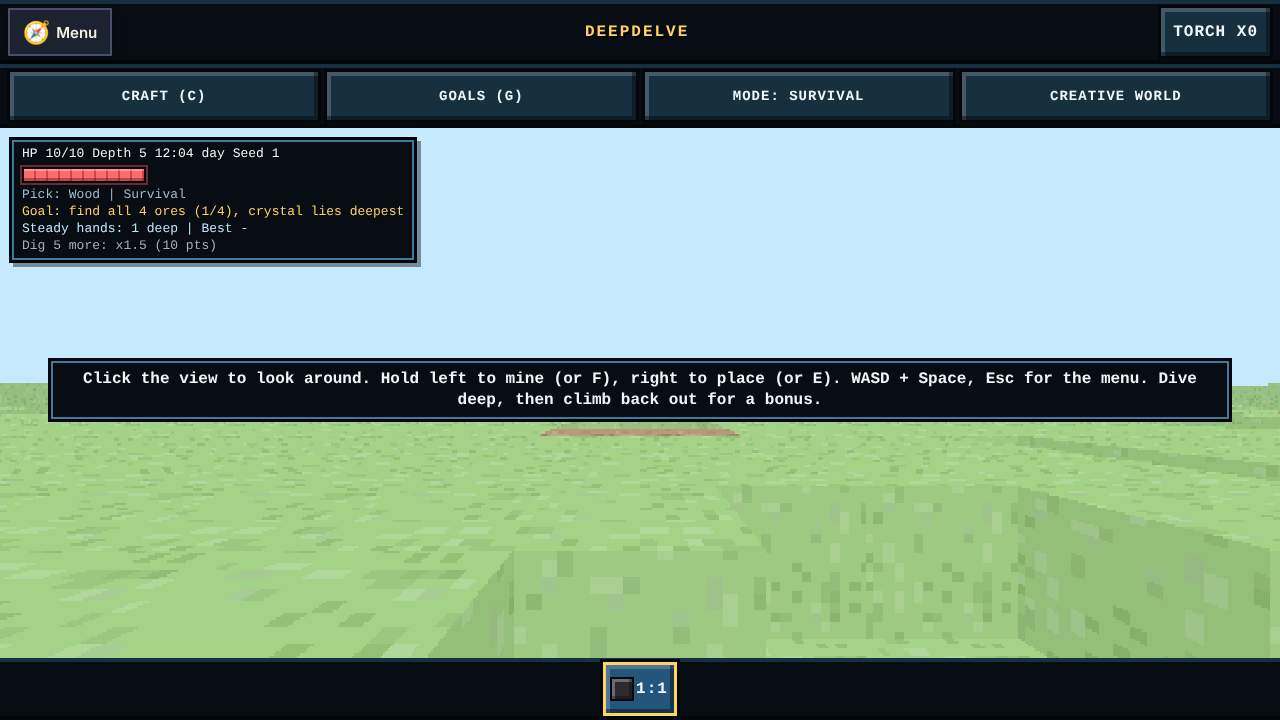 Menu
DEEPDELVE
TORCH X0
CRAFT (C)
GOALS (G)
MODE: SURVIVAL
CREATIVE WORLD
HP 10/10 Depth 5 12:04 day Seed 1
Pick: Wood | Survival
Goal: find all 4 ores (1/4), crystal lies deepest
Steady hands: 1 deep | Best -
Dig 5 more: x1.5 (10 pts)
Click the view to look around. Hold left to mine (or F), right to place (or E). WASD + Space, Esc for the menu. Dive
deep, then climb back out for a bonus.
1:1